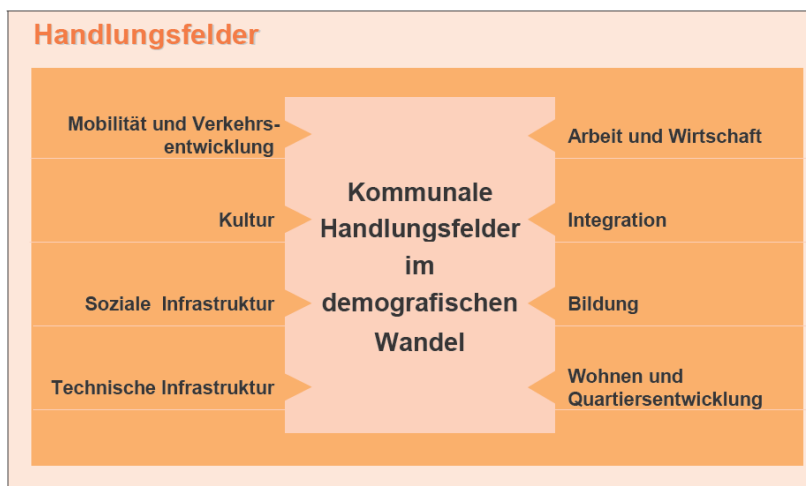 Handlungsfelder
Mobilität und Verkehrs-
entwicklung
Kultur
Soziale Infrastruktur
Technische Infrastruktur
Kommunale
Handlungsfelder
im
demografischen
Wandel
Arbeit und Wirtschaft
Integration
Bildung
Wohnen und
Quartiersentwicklung